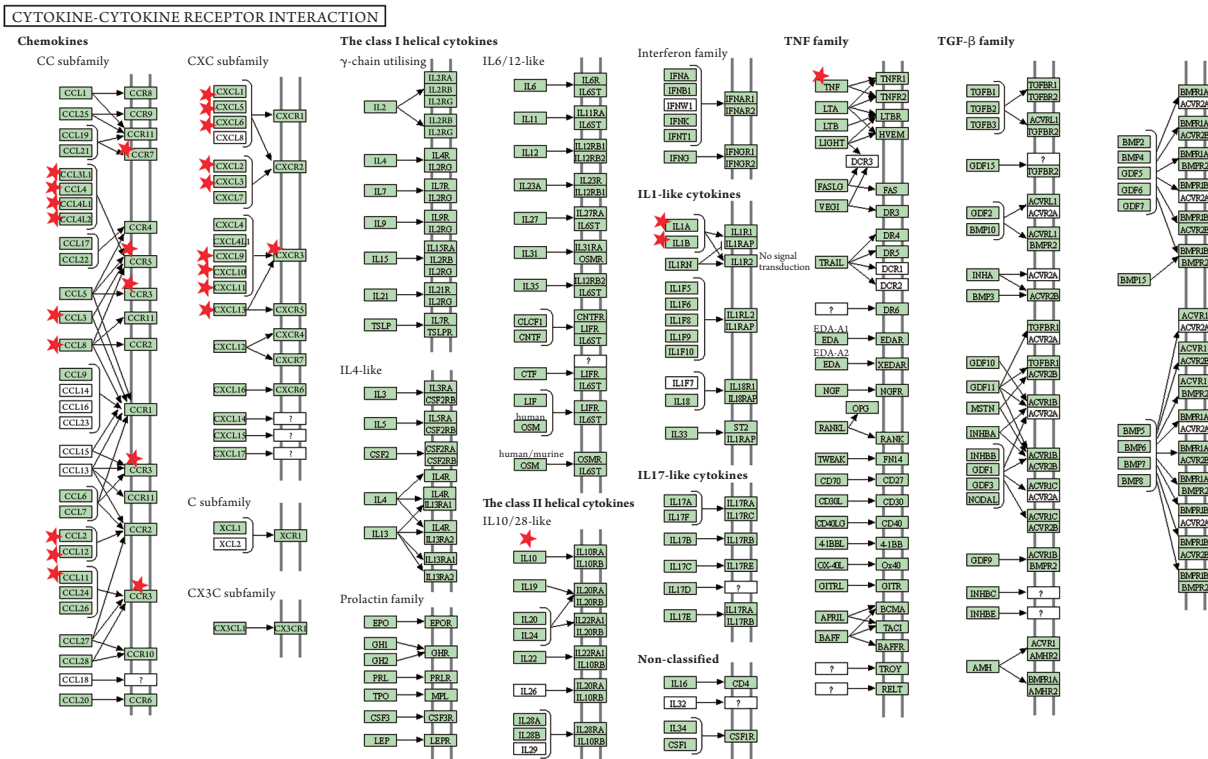 CYTOKINE-CYTOKINE RECEPTOR INTERACTION
Chemokines
CC subfamily
CCL1
CCL25
CCL19
CCL21
CCL3L1
CCL4
CCL4L1
CCL4L2
CCL17
CCL22
CCL5
CCL3
CCL8
CCL9
CCL14
CCL16
CCL23
CCL15
CCL13
CCL6
CCL7
CCL2
CCL12
CCL11
CCL24
CCL26
CCL27
CCL28
CCL18
CCL20
CCR8
CCR9
CCR11
CCR7
CCR4
CCR5
CCR3
CCR11
CCR2
CCR1
CCR3
CCR11
CCR2
CCR3
CCR10
?
CCR6
CXC subfamily
CXCL1
CXCL5
CXCL6
CXCL8
CXCL2
CXCL3
CXCL7
CXCL4
CXCL4L1
CXCL9
CXCL10
CXCL11
CXCL13
CXCL12
CXCL16
CXCL14
CXCL15
CXCL17
CXCR1
CXCR2
CXCR3
CXCR5
CXCR4
CXCR7
CXCR6
?
?
?
C subfamily
XCL1
XCL2
XCR1
CX3C subfamily
CX3CL1
CX3CR1
The class I helical cytokines
γ-chain utilising
IL2
IL4
IL7
IL9
IL15
IL21
TSLP
IL2RA
IL2RB
IL2RG
IL2RB
IL2RG
IL4R
IL2RG
IL7R
IL2RG
IL9R
IL2RG
IL15RA
IL2RB
IL2RG
IL21R
IL2RG
IL7R
TSLPR
IL4-like
IL3
IL5
CSF2
IL4
IL13
IL3RA
CSF2RB
IL5RA
CSF2RB
CSF2RA
CSF2RB
IL4R
IL4R
IL13RA1
IL4R
IL13RA2
IL13RA1
IL13RA2
Prolactin family
EPO
GH1
GH2
PRL
TPO
CSF3
LEP
EPOR
GHR
PRLR
MPL
CSF3R
LEPR
IL6/12-like
IL6
IL11
IL12
IL23A
IL27
IL31
IL35
CLCF1
CNTF
CTF
LIF
human
OSM
human/murine
OSM
IL6R
IL6ST
IL11RA
IL6ST
IL12RB1
IL12RB2
IL23R
IL12RB1
IL27RA
IL6ST
IL31RA
OSMR
IL12RB2
IL6ST
CNTFR
LIFR
IL6ST
?
LIFR
IL6ST
LIFR
IL6ST
OSMR
IL6ST
The class II helical cytokines
IL10/28-like
IL10
IL19
IL20
IL24
IL22
IL26
IL28A
IL28B
IL29
IL10RA
IL10RB
IL20RA
IL20RB
IL22RA1
IL20RB
IL22RA1
IL10RB
IL20RA
IL10RB
IL28RA
IL10RB
Interferon family
IFNA
IFNB1
IFNW1
IFNK
IFNT1
IFNG
IFNAR1
IFNAR2
IFNGR1
IFNGR2
IL1-like cytokines
IL1A
IL1B
IL1RN
IL1F5
IL1F6
IL1F8
IL1F9
IL1F10
IL1F7
IL18
IL33
IL1R1
IL1RAP
IL1R2
No signal
transduction
IL1RL2
IL1RAP
IL18R1
IL18RAP
ST2
IL1RAP
IL17-like cytokines
IL17A
IL17F
IL17B
IL17C
IL17D
IL17E
IL17RA
IL17RC
IL17RB
IL17RE
?
IL17RA
IL17RB
Non-classified
IL16
IL32
IL34
CSF1
CD4
?
CSF1R
TNF family
TNF
LTA
LTB
LIGHT
FASLG
VEGI
TRAIL
?
EDA-A1
EDA
EDA-A2
EDA
NGF
RANKL
TWEAK
CD70
CD30L
CD40LG
4-1BBL
OX-40L
GITRL
APRIL
BAFF
?
?
TNFR1
TNFR2
LTBR
HVEM
DCR3
FAS
DR3
DR4
DR5
DCR1
DCR2
DR6
EDAR
XEDAR
NGFR
OPG
RANK
FN14
CD27
CD30
CD40
4-1BB
Ox40
GITR
BCMA
TACI
BAFFR
TROY
RELT
TGF-β family
TGFB1
TGFB2
TGFB3
GDF15
GDF2
BMP10
INHA
BMP3
GDF10
GDF11
MSTN
INHBA
INHBB
GDF1
GDF3
NODAL
GDF9
INHBC
INHBE
AMH
TGFBR1
TGFBR2
ACVRL1
TGFBR2
?
TGFBR2
ACVRL1
ACVR2A
ACVRL1
BMPR2
ACVR2A
ACVR2B
TGFBR1
ACVR2A
TGFBR1
ACVR2B
ACVR1B
ACVR2A
ACVR1B
ACVR2B
ACVR1C
ACVR2A
ACVR1C
ACVR2B
ACVR1B
BMPR2
?
?
ACVR1
AMHR2
BMPR1A
AMHR2
BMP2
BMP4
GDF5
GDF6
GDF7
BMP15
BMP5
BMP6
BMP7
BMP8